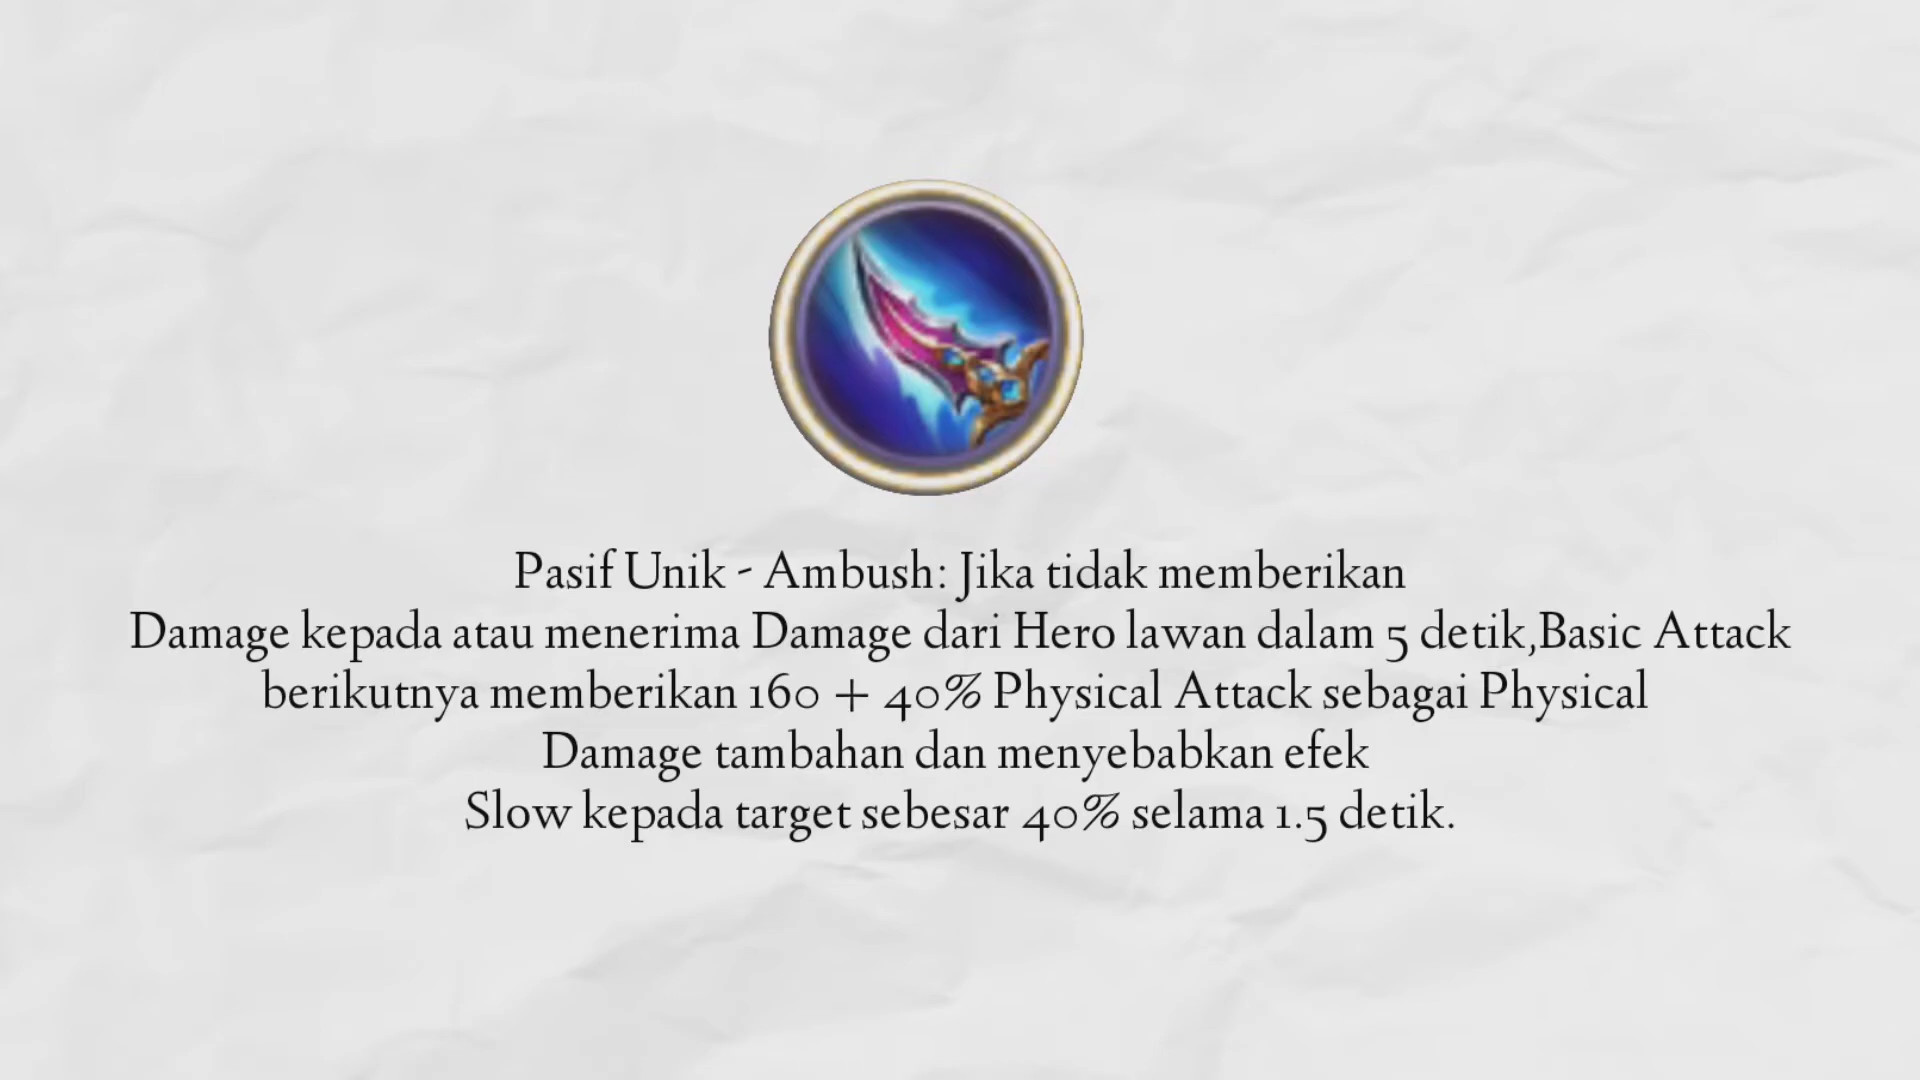 Pasif Unik - Ambush: Jika tidak memberikan
Damage kepada atau menerima Damage dari Hero lawan dalam 5 detik,Basic Attack
berikutnya memberikan 160 + 40% Physical Attack sebagai Physical
Damage tambahan dan menyebabkan efek
Slow kepada target sebesar 40% selama 1.5 detik.